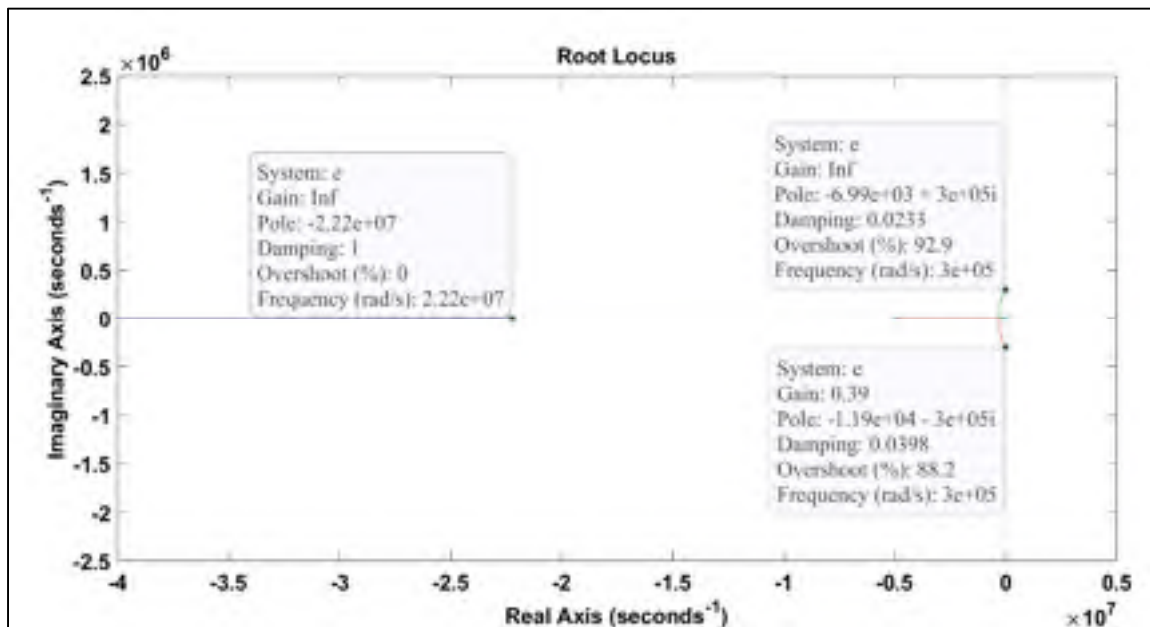 Root Locus
×10⁶
2.5
2
1.5
1
0.5
0
-0.5
-1
-1.5
-2
-2.5
Imaginary Axis (seconds⁻¹)
System: e
Gain: Inf
Pole: -2.22e+07
Damping: 1
Overshoot (%): 0
Frequency (rad/s): 2.22e+07
System: e
Gain: Inf
Pole: -6.99e+03 + 3e+05i
Damping: 0.0233
Overshoot (%): 92.9
Frequency (rad/s): 3e+05
System: e
Gain: 0.39
Pole: -1.19e+04 - 3e+05i
Damping: 0.0398
Overshoot (%): 88.2
Frequency (rad/s): 3e+05
-4 -3.5 -3 -2.5 -2 -1.5 -1 -0.5 0 0.5
Real Axis (seconds⁻¹)
×10⁷